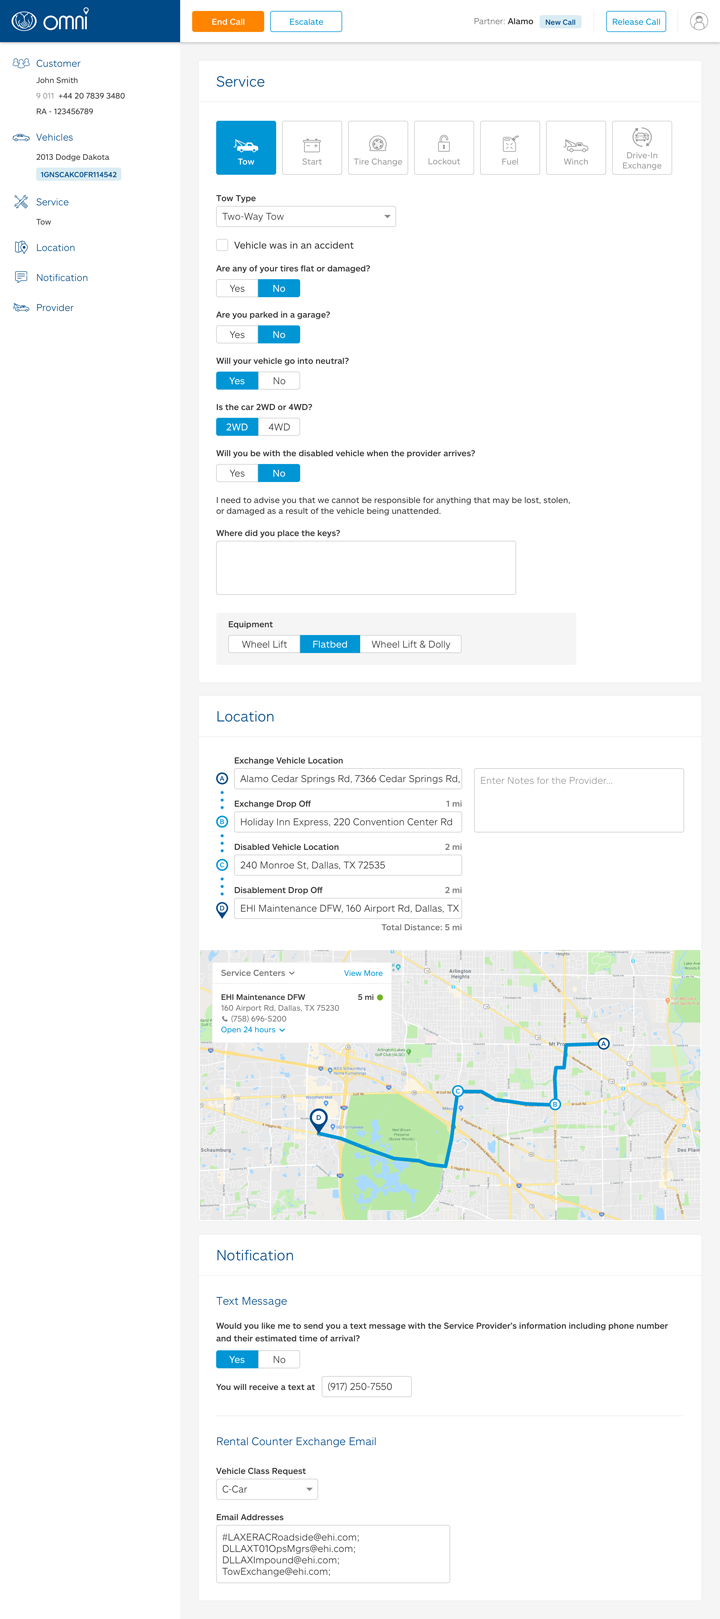 omni
End Call
Escalate
Partner: Alamo
New Call
Release Call
Customer
John Smith
9 011 +44 20 7839 3480
RA - 123456789
Vehicles
2013 Dodge Dakota
1GNSCAKC0FR114542
Service
Tow
Location
Notification
Provider
Service
Tow
Start
Tire Change
Lockout
Fuel
Winch
Drive-In
Exchange
Tow Type
Two-Way Tow
Vehicle was in an accident
Are any of your tires flat or damaged?
Yes
No
Are you parked in a garage?
Yes
No
Will your vehicle go into neutral?
Yes
No
Is the car 2WD or 4WD?
2WD
4WD
Will you be with the disabled vehicle when the provider arrives?
Yes
No
I need to advise you that we cannot be responsible for anything that may be lost, stolen,
or damaged as a result of the vehicle being unattended.
Where did you place the keys?
Equipment
Wheel Lift
Flatbed
Wheel Lift & Dolly
Location
Exchange Vehicle Location
A
Alamo Cedar Springs Rd, 7366 Cedar Springs Rd,
Enter Notes for the Provider...
Exchange Drop Off
1 mi
B
Holiday Inn Express, 220 Convention Center Rd
Disabled Vehicle Location
2 mi
C
240 Monroe St, Dallas, TX 72535
Disablement Drop Off
2 mi
D
EHI Maintenance DFW, 160 Airport Rd, Dallas, TX
Total Distance: 5 mi
Service Centers
View More
EHI Maintenance DFW
5 mi
160 Airport Rd, Dallas, TX 75230
(758) 696-5200
Open 24 hours
Arlington
Heights
Mt Pro
A
B
C
D
Schaumburg
Des Plain
Notification
Text Message
Would you like me to send you a text message with the Service Provider's information including phone number
and their estimated time of arrival?
Yes
No
You will receive a text at
(917) 250-7550
Rental Counter Exchange Email
Vehicle Class Request
C-Car
Email Addresses
#LAXERACRoadside@ehi.com;
DLLAXT01OpsMgrs@ehi.com;
DLLAXImpound@ehi.com;
TowExchange@ehi.com;